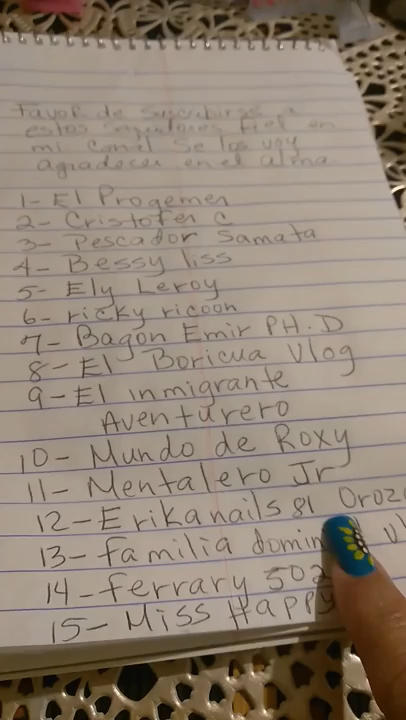 Favor de suscribirse a
estos seguidores fiel en
mi canal se los voy
agradecer en el alma
1- El Progemer
2- Cristofer C
3- Pescador Samata
4- Bessy liss
5- Ely Leroy
6- ricky ricoon
7- Bagon Emir PH.D
8- El Boricua Vlog
9- El inmigrante
Aventurero
10- Mundo de Roxy
11- Mentalero Jr
12- Erikanails 81
13- familia
14- ferrary 502
15- Miss Happy